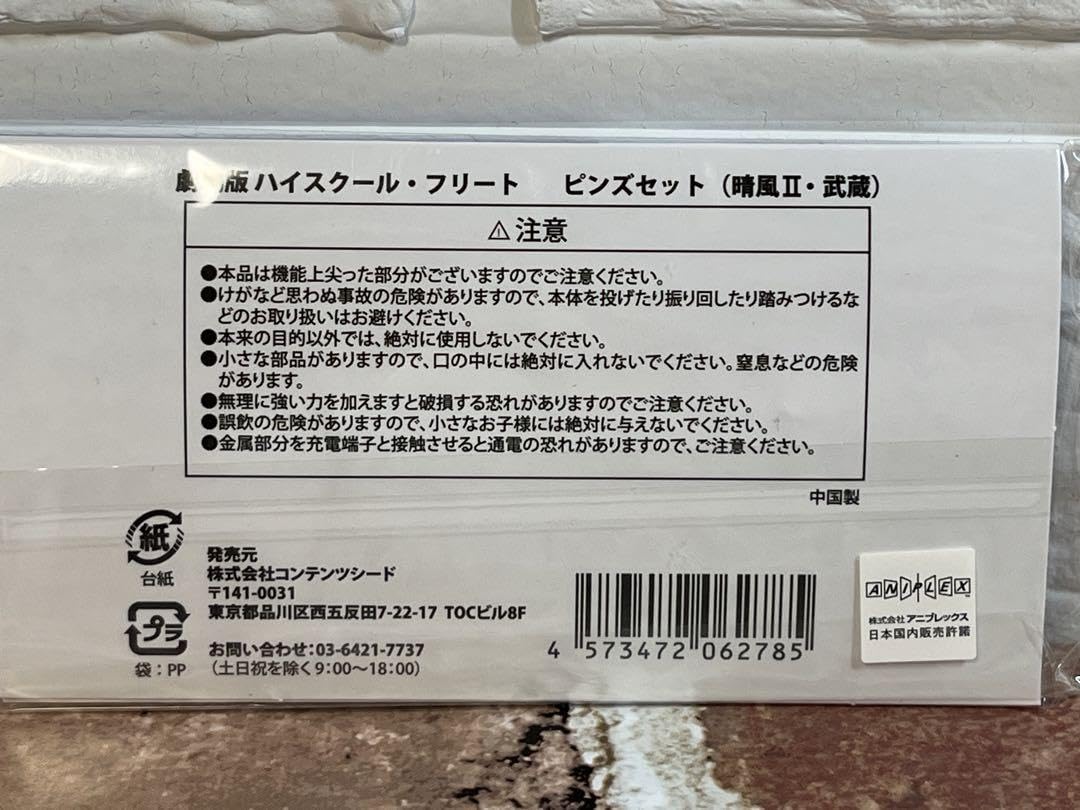 劇場版 ハイスクール・フリート　ピンズセット（晴風Ⅱ・武蔵）
⚠注意
●本品は機能上尖った部分がございますのでご注意ください。
●けがなど思わぬ事故の危険がありますので、本体を投げたり振り回したり踏みつけるな
どのお取り扱いはお避けください。
●本来の目的以外では、絶対に使用しないでください。
●小さな部品がありますので、口の中には絶対に入れないでください。窒息などの危険
があります。
●無理に強い力を加えますと破損する恐れがありますのでご注意ください。
●誤飲の危険がありますので、小さなお子様には絶対に与えないでください。
●金属部分を充電端子と接触させると通電の恐れがありますので、ご注意ください。
中国製
紙
台紙
プラ
袋：PP
発売元
株式会社コンテンツシード
〒141-0031
東京都品川区西五反田7-22-17 TOCビル8F
お問い合わせ：03-6421-7737
（土日祝を除く9：00～18：00）
4 573472 062785
ANIPLEX
株式会社アニプレックス
日本国内販売許諾